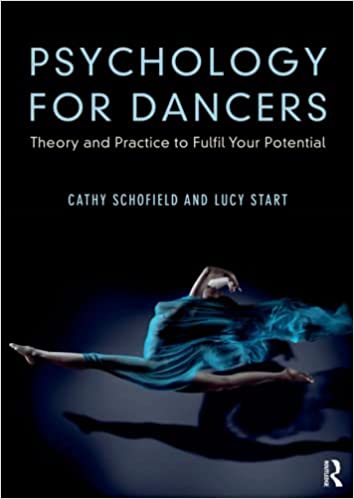 PSYCHOLOGY
FOR DANCERS
Theory and Practice to Fulfil Your Potential
CATHY SCHOFIELD AND LUCY START
R
ROUTLEDGE